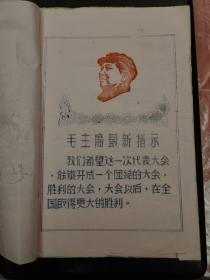 毛主席最新指示
我们希望这一次代表大会,
能够开成一个团结的大会,
胜利的大会,大会以后,在全
国取得更大的胜利。